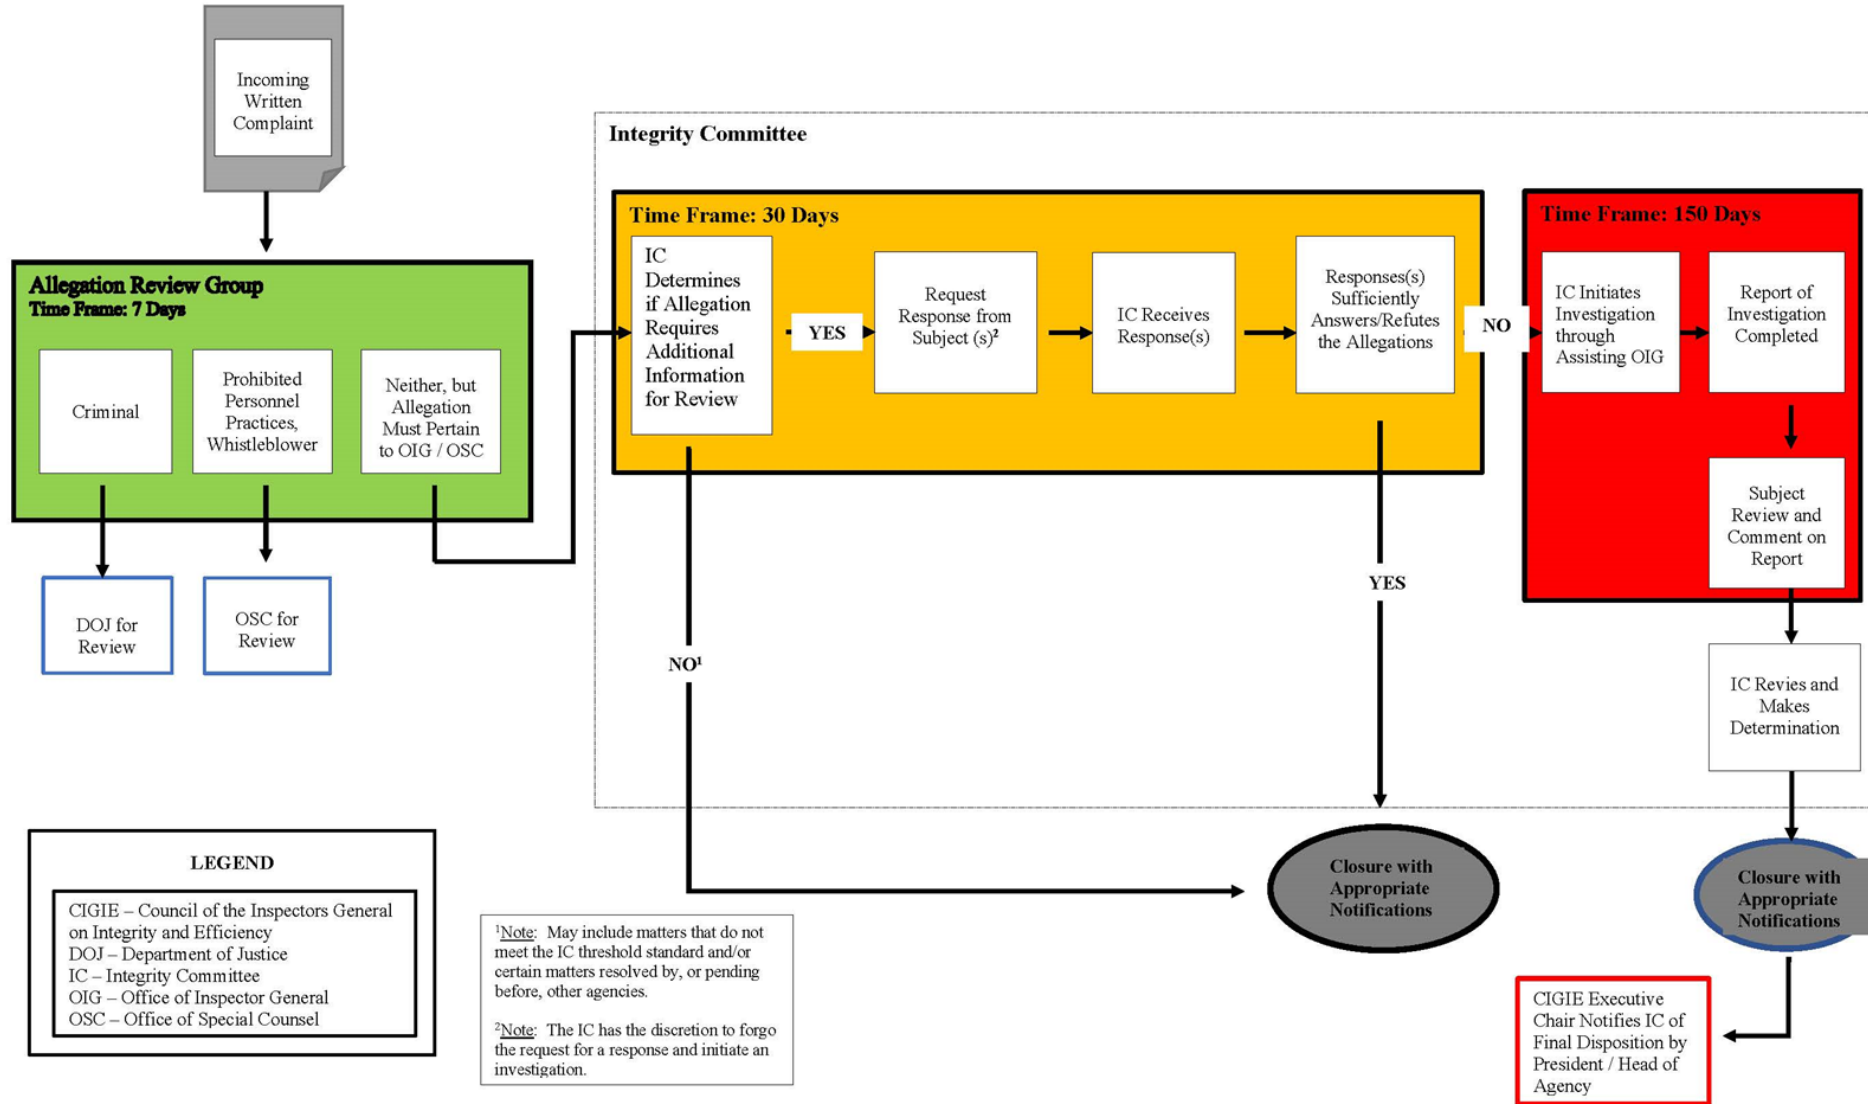 Incoming
Written
Complaint
Integrity Committee
Allegation Review Group
Time Frame: 7 Days
Criminal
Prohibited
Personnel
Practices,
Whistleblower
Neither, but
Allegation
Must Pertain
to OIG / OSC
DOJ for
Review
OSC for
Review
Time Frame: 30 Days
IC
Determines
if Allegation
Requires
Additional
Information
for Review
YES
Request
Response from
Subject (s)²
IC Receives
Response(s)
Responses(s)
Sufficiently
Answers/Refutes
the Allegations
NO
Time Frame: 150 Days
IC Initiates
Investigation
through
Assisting OIG
Report of
Investigation
Completed
Subject
Review and
Comment on
Report
YES
NO¹
IC Revies and
Makes
Determination
Closure with
Appropriate
Notifications
Closure with
Appropriate
Notifications
LEGEND
CIGIE – Council of the Inspectors General
on Integrity and Efficiency
DOJ – Department of Justice
IC – Integrity Committee
OIG – Office of Inspector General
OSC – Office of Special Counsel
¹Note: May include matters that do not
meet the IC threshold standard and/or
certain matters resolved by, or pending
before, other agencies.
²Note: The IC has the discretion to forgo
the request for a response and initiate an
investigation.
CIGIE Executive
Chair Notifies IC of
Final Disposition by
President / Head of
Agency